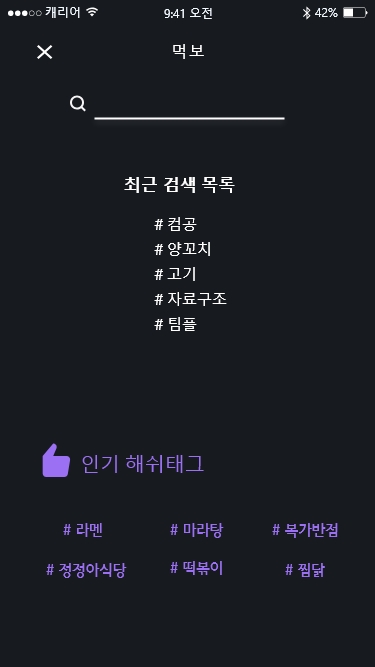 캐리어 9:41 오전 42%
먹보
최근 검색 목록
# 컴공
# 양꼬치
# 고기
# 자료구조
# 팀플
인기 해쉬태그
# 라멘 # 마라탕 # 복가반점
# 정정아식당 # 떡볶이 # 찜닭